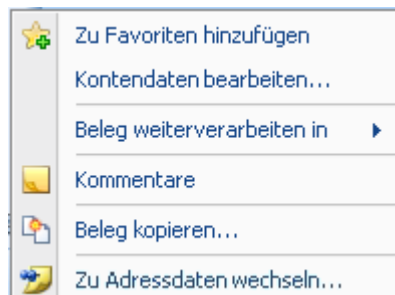 Zu Favoriten hinzufügen
Kontendaten bearbeiten...
Beleg weiterverarbeiten in
Kommentare
Beleg kopieren...
Zu Adressdaten wechseln...